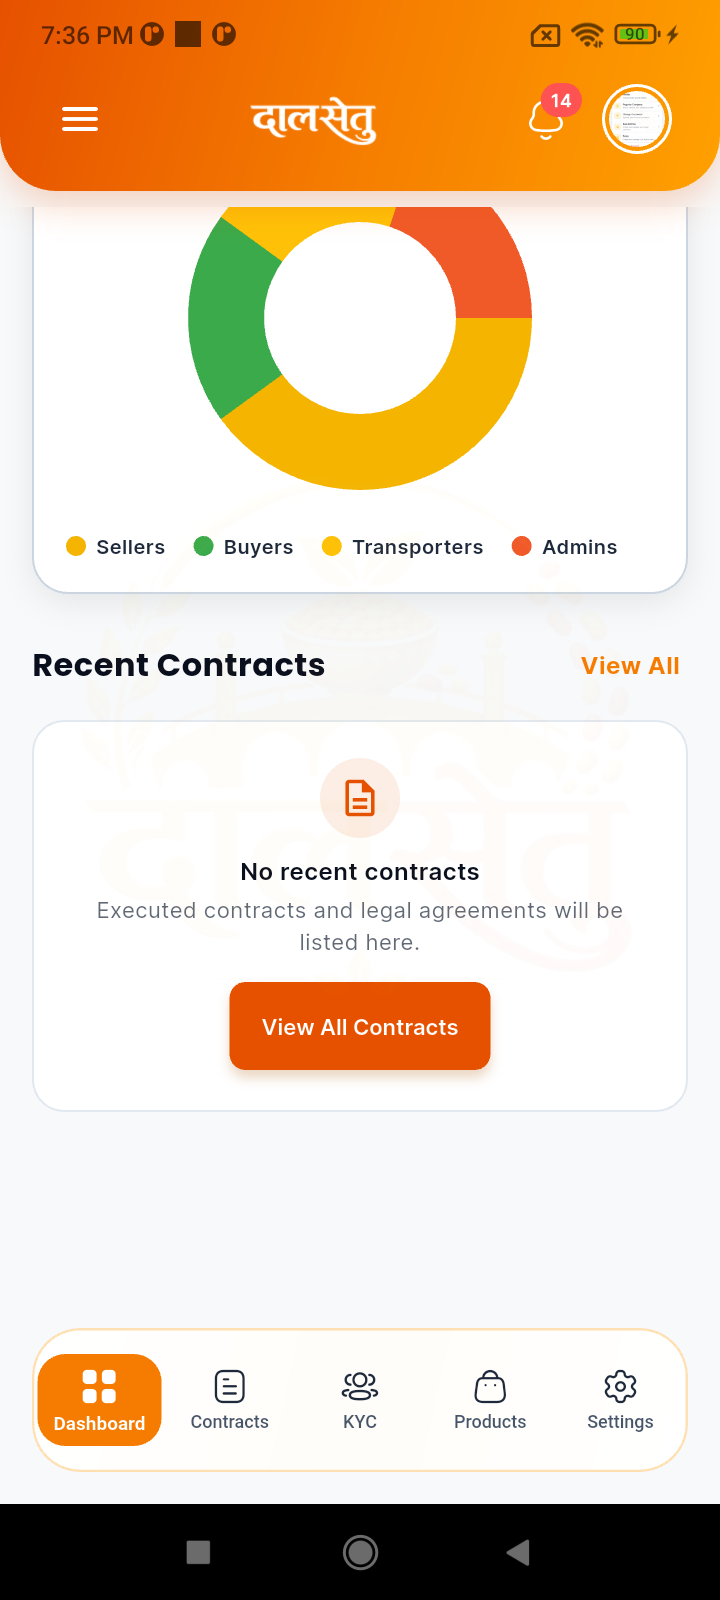 7:36 PM
90
दालसेतु
14
Sellers
Buyers
Transporters
Admins
Recent Contracts
View All
No recent contracts
Executed contracts and legal agreements will be
listed here.
View All Contracts
दालसेतु
Dashboard
Contracts
KYC
Products
Settings